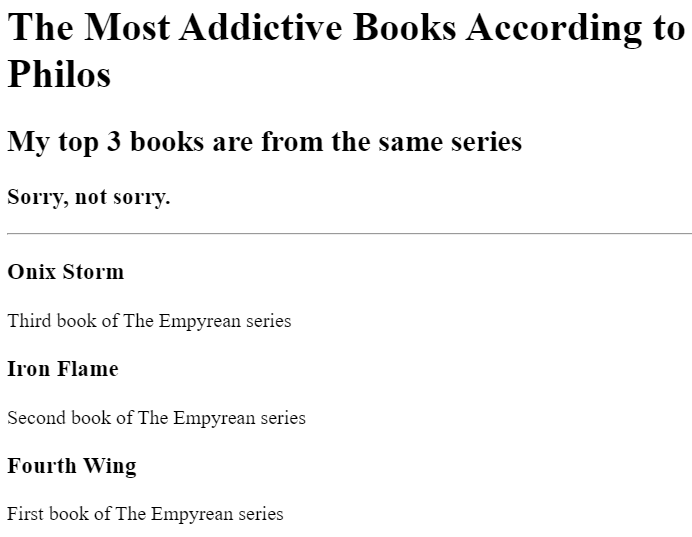 The Most Addictive Books According to
Philos
My top 3 books are from the same series
Sorry, not sorry.
Onix Storm
Third book of The Empyrean series
Iron Flame
Second book of The Empyrean series
Fourth Wing
First book of The Empyrean series